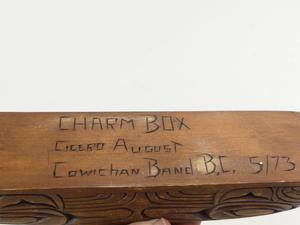 CHARM BOX
CICERO AUGUST
COWICHAN BAND B.C. 5/73